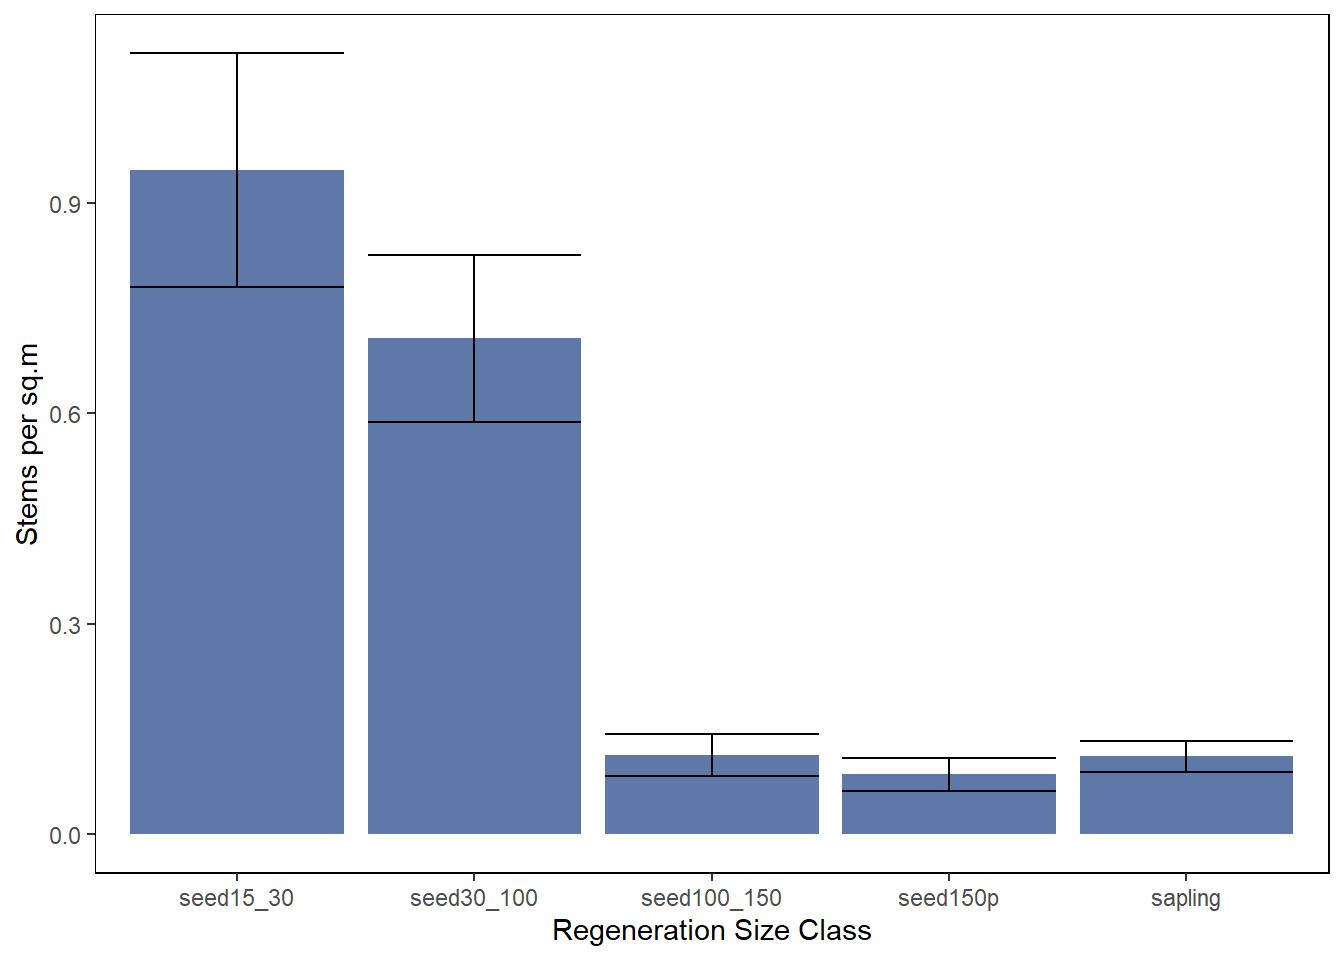 Stems per sq.m
0.9
0.6
0.3
0.0
seed15_30 seed30_100 seed100_150 seed150p sapling
Regeneration Size Class